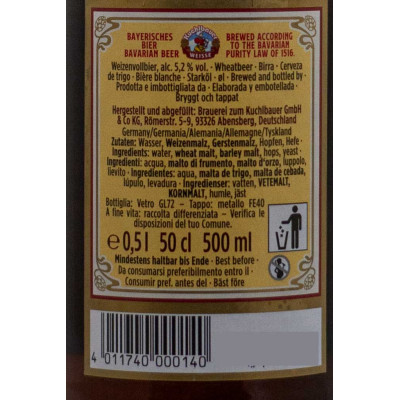 Kuchlbauer
WEISSE
BAYERISCHES
BIER
BAVARIAN BEER
BREWED ACCORDING
TO THE BAVARIAN
PURITY LAW OF 1516.
Weizenvollbier, alc. 5,2 % vol. - Wheatbeer - Birra - Cerveza
de trigo - Bière blanche - Starköl - øl - Brewed and bottled by -
Prodotta e imbottigliata da - Elaborada y embotellada -
Bryggt och tappat
Hergestellt und abgefüllt: Brauerei zum Kuchlbauer GmbH
& Co KG, Römerstr. 5-9, 93326 Abensberg, Deutschland
Germany/Germania/Alemania/Allemagne/Tyskland
Zutaten: Wasser, Weizenmalz, Gerstenmalz, Hopfen, Hefe -
Ingredients: water, wheat malt, barley malt, hops, yeast -
Ingredienti: acqua, malto di frumento, malto d'orzo, luppolo,
lievito - Ingredientes: agua, malta de trigo, malta de cebada,
lúpulo, levadura - Ingredienser: vatten, VETEMALT,
KORNMALT, humle, jäst
Bottiglia: Vetro GL72 - Tappo: metallo FE40
A fine vita: raccolta differenziata - Verifica le
disposizioni del tuo Comune.
e 0,5 l 50 cl 500 ml
Mindestens haltbar bis Ende - Best before -
Da consumarsi preferibilmento entro il -
Consumir pref. antes del - Bäst före
4 011740 000140